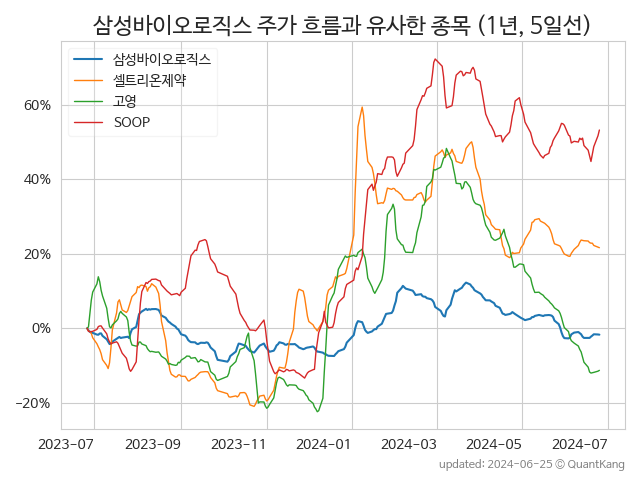 삼성바이오로직스 주가 흐름과 유사한 종목 (1년, 5일선)
삼성바이오로직스
셀트리온제약
고영
SOOP
60%
40%
20%
0%
−20%
2023-07 2023-09 2023-11 2024-01 2024-03 2024-05 2024-07
updated: 2024-06-25 © QuantKang